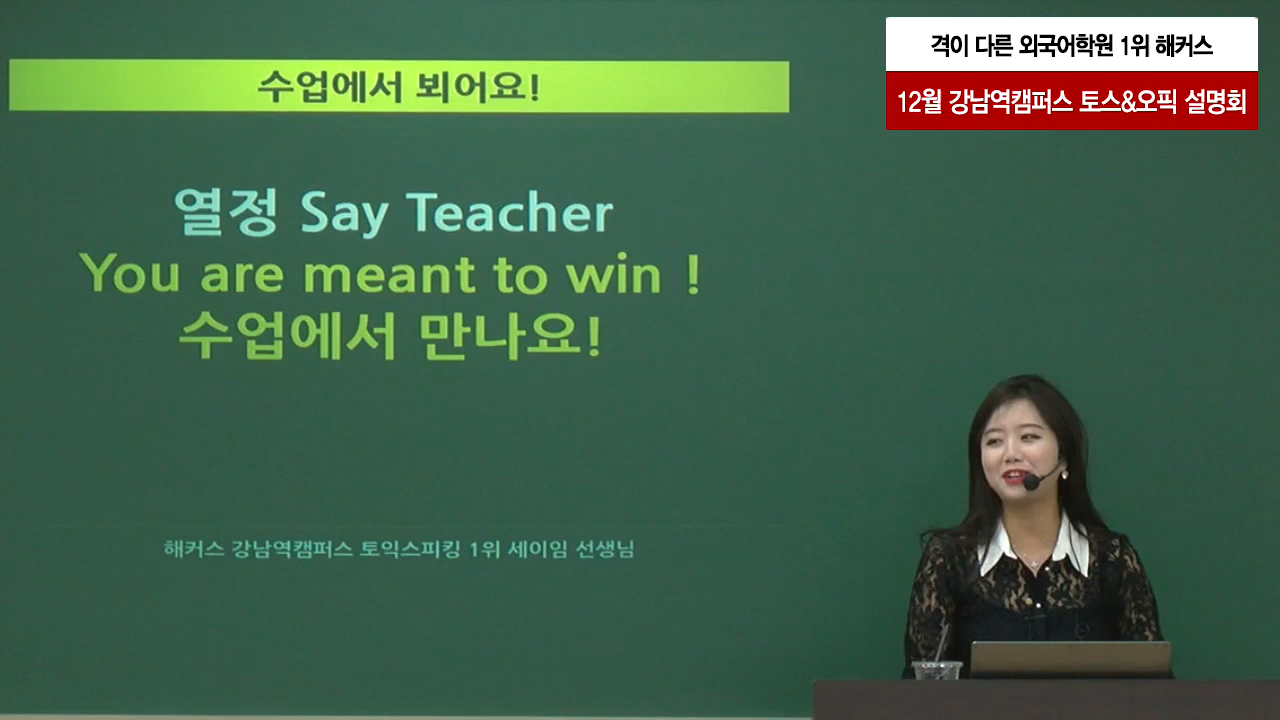 격이 다른 외국어학원 1위 해커스
12월 강남역캠퍼스 토스&오픽 설명회
수업에서 뵈어요!
열정 Say Teacher
You are meant to win !
수업에서 만나요!
해커스 강남역캠퍼스 토익스피킹 1위 세이임 선생님